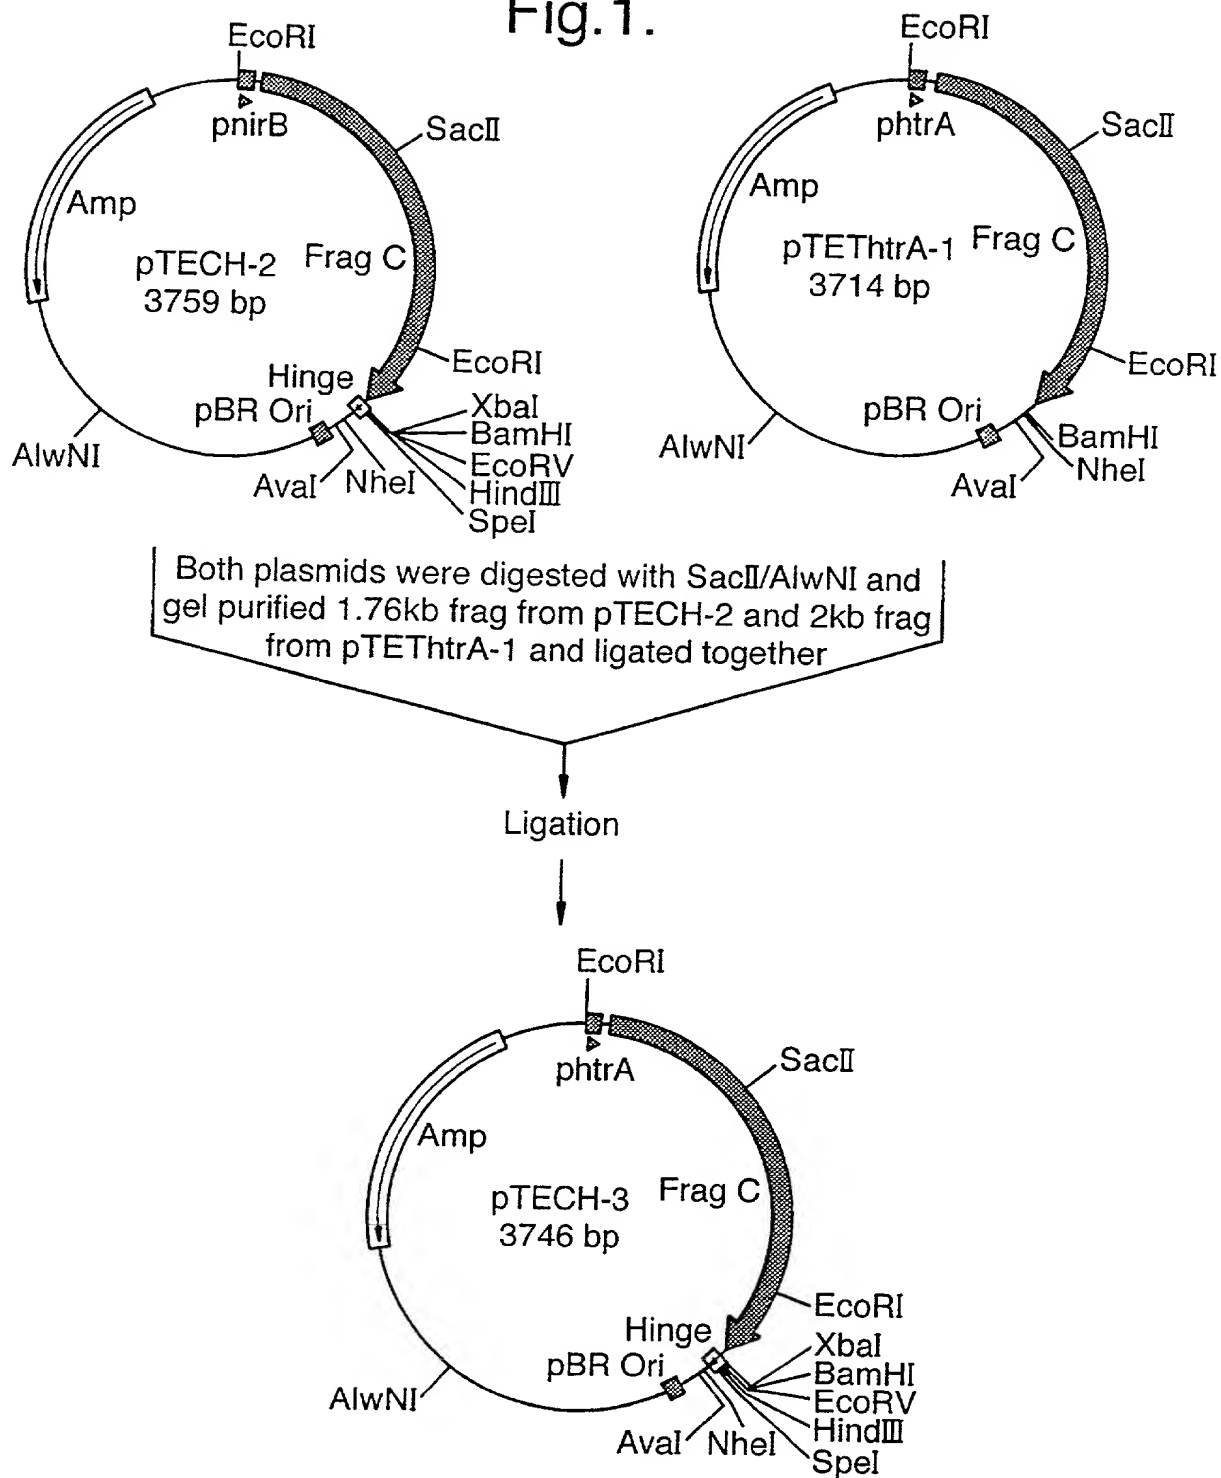 Fig.1.
EcoRI
pnirB
SacII
Amp
pTECH-2
3759 bp
Frag C
EcoRI
Hinge
pBR Ori
XbaI
BamHI
EcoRV
HindIII
SpeI
NheI
AvaI
AlwNI
EcoRI
phtrA
SacII
Amp
pTEThtrA-1
3714 bp
Frag C
EcoRI
pBR Ori
BamHI
NheI
AvaI
AlwNI
Both plasmids were digested with SacII/AlwNI and
gel purified 1.76kb frag from pTECH-2 and 2kb frag
from pTEThtrA-1 and ligated together
Ligation
EcoRI
phtrA
SacII
Amp
pTECH-3
3746 bp
Frag C
EcoRI
Hinge
pBR Ori
XbaI
BamHI
EcoRV
HindIII
SpeI
NheI
AvaI
AlwNI